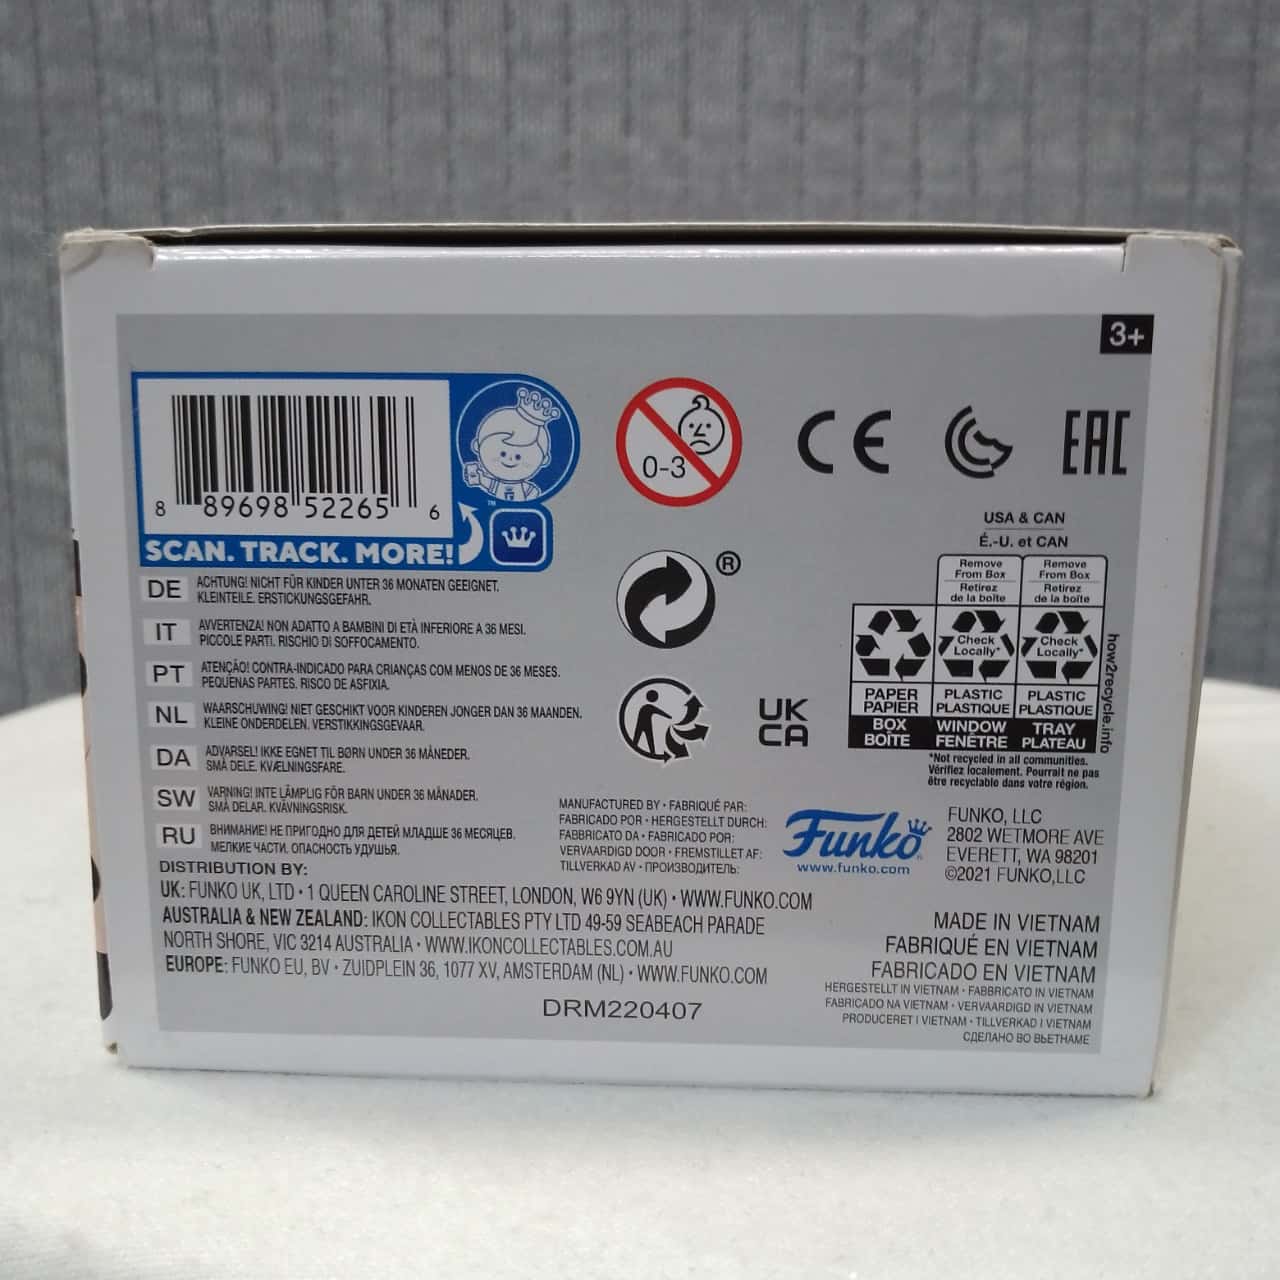 3+
8 89698 52265 6
SCAN. TRACK. MORE!
™
0-3
CE
EAC
®
UK
CA
USA & CAN
É.-U. et CAN
Remove
From Box
Retirez
de la boîte
Remove
From Box
Retirez
de la boîte
Check
Locally*
Check
Locally*
PAPER
PAPIER
BOX
BOÎTE
PLASTIC
PLASTIQUE
WINDOW
FENÊTRE
PLASTIC
PLASTIQUE
TRAY
PLATEAU
how2recycle.info
*Not recycled in all communities.
Vérifiez localement. Pourrait ne pas
être recyclable dans votre région.
DE ACHTUNG! NICHT FÜR KINDER UNTER 36 MONATEN GEEIGNET.
KLEINTEILE. ERSTICKUNGSGEFAHR.
IT AVVERTENZA! NON ADATTO A BAMBINI DI ETÀ INFERIORE A 36 MESI.
PICCOLE PARTI. RISCHIO DI SOFFOCAMENTO.
PT ATENÇÃO! CONTRA-INDICADO PARA CRIANÇAS COM MENOS DE 36 MESES.
PEQUENAS PARTES. RISCO DE ASFIXIA.
NL WAARSCHUWING! NIET GESCHIKT VOOR KINDEREN JONGER DAN 36 MAANDEN.
KLEINE ONDERDELEN. VERSTIKKINGSGEVAAR.
DA ADVARSEL! IKKE EGNET TIL BØRN UNDER 36 MÅNEDER.
SMÅ DELE. KVÆLNINGSFARE.
SW VARNING! INTE LÄMPLIG FÖR BARN UNDER 36 MÅNADER.
SMÅ DELAR. KVÄVNINGSRISK.
RU ВНИМАНИЕ! НЕ ПРИГОДНО ДЛЯ ДЕТЕЙ МЛАДШЕ 36 МЕСЯЦЕВ.
МЕЛКИЕ ЧАСТИ. ОПАСНОСТЬ УДУШЬЯ.
MANUFACTURED BY • FABRIQUÉ PAR:
FABRICADO POR • HERGESTELLT DURCH:
FABBRICATO DA • FABRICADO POR:
VERVAARDIGD DOOR • FREMSTILLET AF:
TILLVERKAD AV • ПРОИЗВОДИТЕЛЬ:
Funko
www.funko.com
FUNKO, LLC
2802 WETMORE AVE
EVERETT, WA 98201
©2021 FUNKO,LLC
DISTRIBUTION BY:
UK: FUNKO UK, LTD • 1 QUEEN CAROLINE STREET, LONDON, W6 9YN (UK) • WWW.FUNKO.COM
AUSTRALIA & NEW ZEALAND: IKON COLLECTABLES PTY LTD 49-59 SEABEACH PARADE
NORTH SHORE, VIC 3214 AUSTRALIA • WWW.IKONCOLLECTABLES.COM.AU
EUROPE: FUNKO EU, BV • ZUIDPLEIN 36, 1077 XV, AMSTERDAM (NL) • WWW.FUNKO.COM
DRM220407
MADE IN VIETNAM
FABRIQUÉ EN VIETNAM
FABRICADO EN VIETNAM
HERGESTELLT IN VIETNAM • FABBRICATO IN VIETNAM
FABRICADO NA VIETNAM • VERVAARDIGD IN VIETNAM
PRODUCERET I VIETNAM • TILLVERKAD I VIETNAM
СДЕЛАНО ВО ВЬЕТНАМЕ